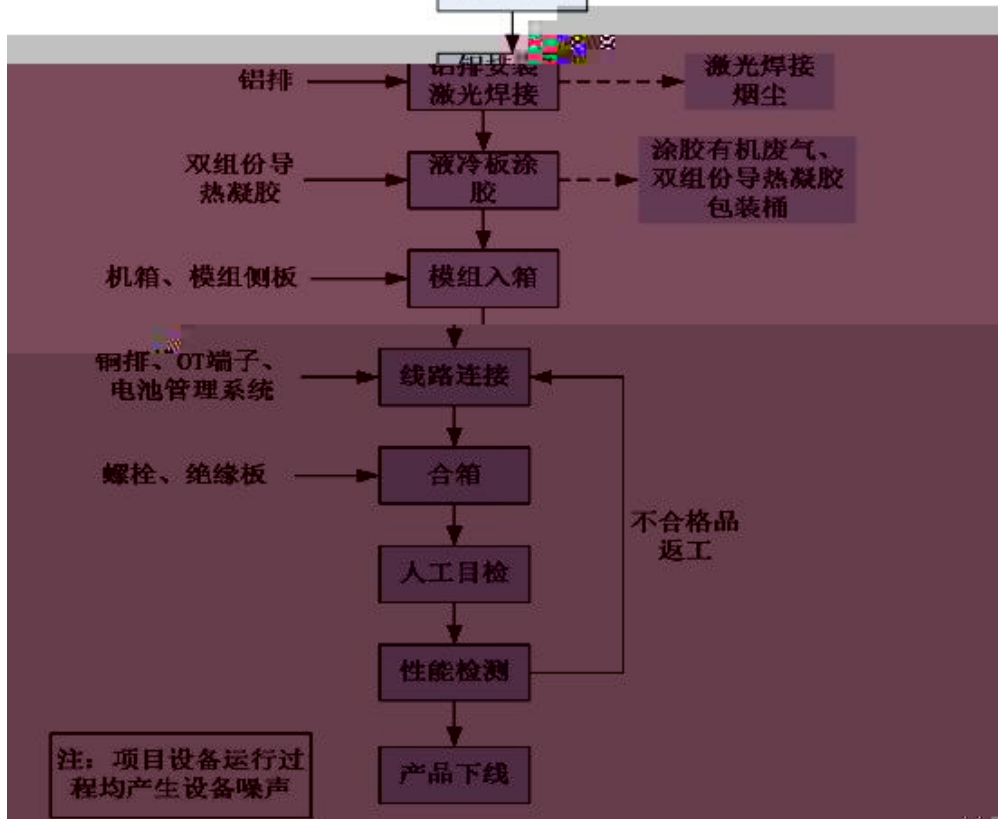 铝排
铝排安装
激光焊接
激光焊接
烟尘
双组份导
热凝胶
液冷板涂
胶
涂胶有机废气、
双组份导热凝胶
包装桶
机箱、模组侧板
模组入箱
铜排、OT端子、
电池管理系统
线路连接
螺栓、绝缘板
合箱
不合格品
返工
人工目检
性能检测
注：项目设备运行过
程均产生设备噪声
产品下线